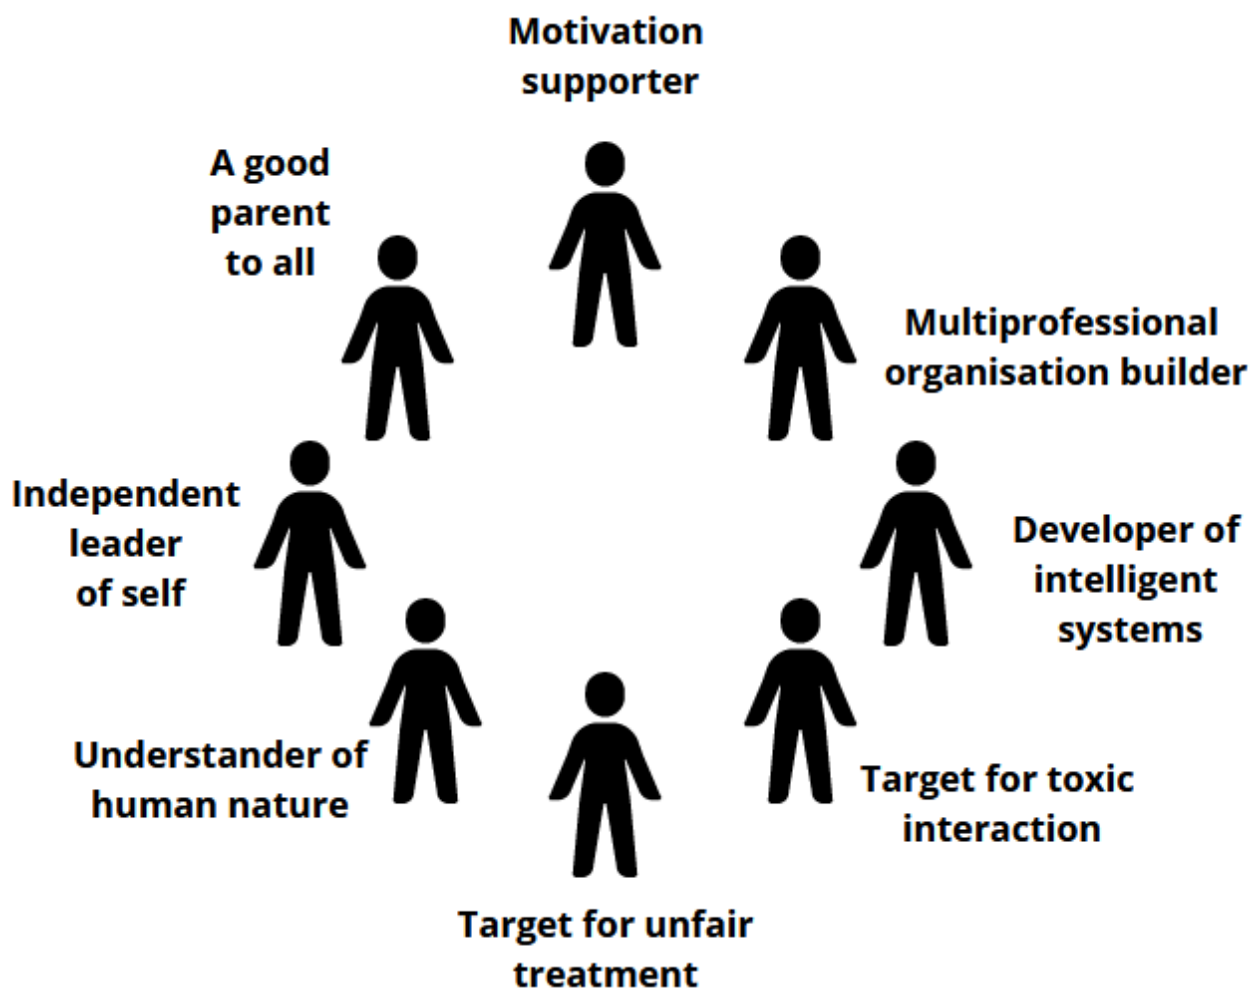 Motivation
supporter
A good
parent
to all
Multiprofessional
organisation builder
Independent
leader
of self
Developer of
intelligent
systems
Understander of
human nature
Target for toxic
interaction
Target for unfair
treatment